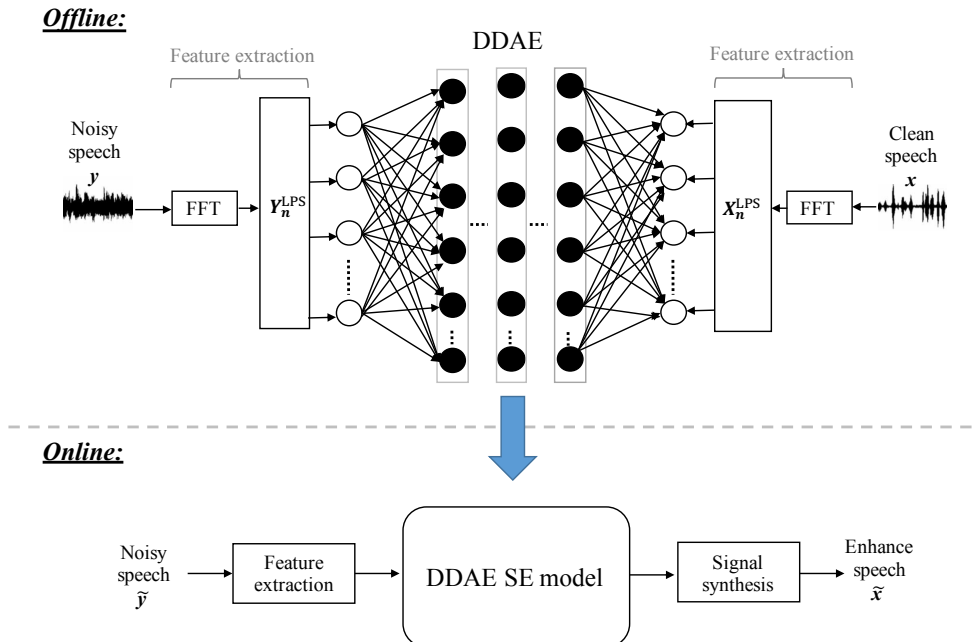 Offline:
DDAE
Feature extraction
Feature extraction
Noisy
speech
y
FFT
Y_n^LPS
X_n^LPS
FFT
Clean
speech
x
Online:
Noisy
speech
ỹ
Feature
extraction
DDAE SE model
Signal
synthesis
Enhance
speech
x̃